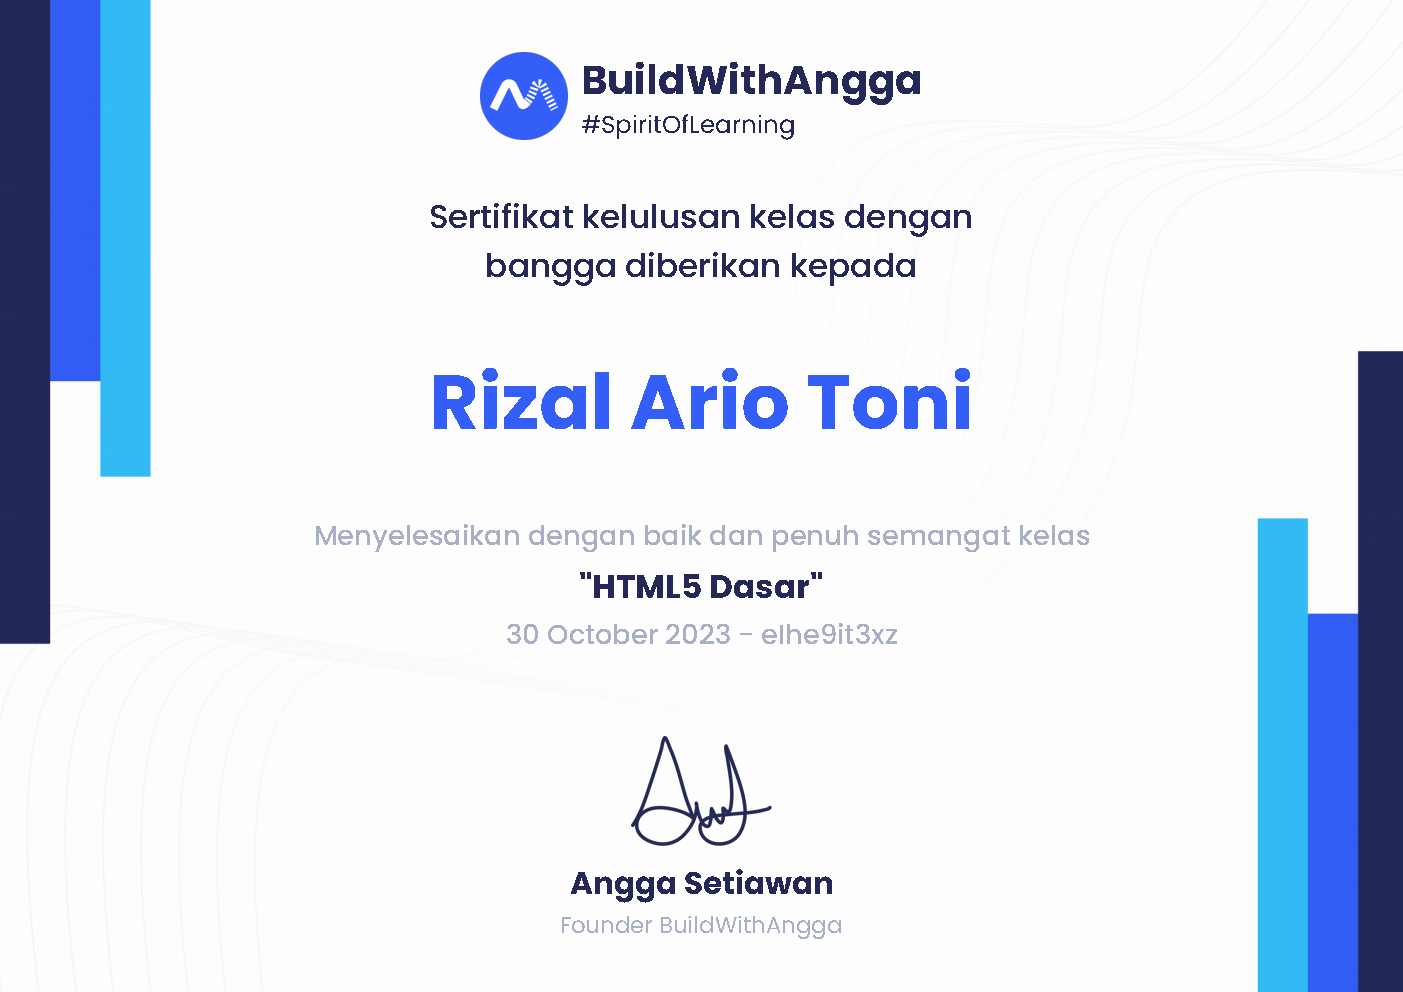 BuildWithAngga
#SpiritOfLearning
Sertifikat kelulusan kelas dengan
bangga diberikan kepada
Rizal Ario Toni
Menyelesaikan dengan baik dan penuh semangat kelas
"HTML5 Dasar"
30 October 2023 - elhe9it3xz
Angga Setiawan
Founder BuildWithAngga